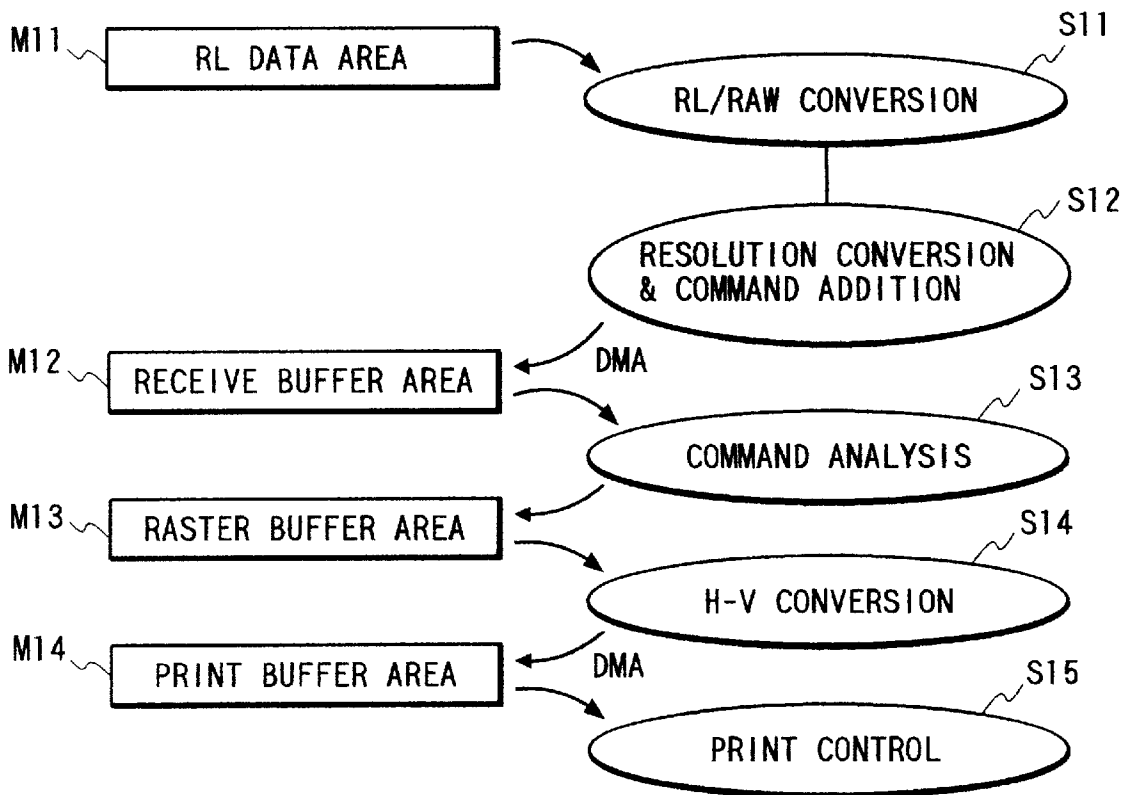 M11
RL DATA AREA
S11
RL/RAW CONVERSION
S12
RESOLUTION CONVERSION
& COMMAND ADDITION
DMA
M12
RECEIVE BUFFER AREA
S13
COMMAND ANALYSIS
M13
RASTER BUFFER AREA
S14
H-V CONVERSION
DMA
M14
PRINT BUFFER AREA
S15
PRINT CONTROL